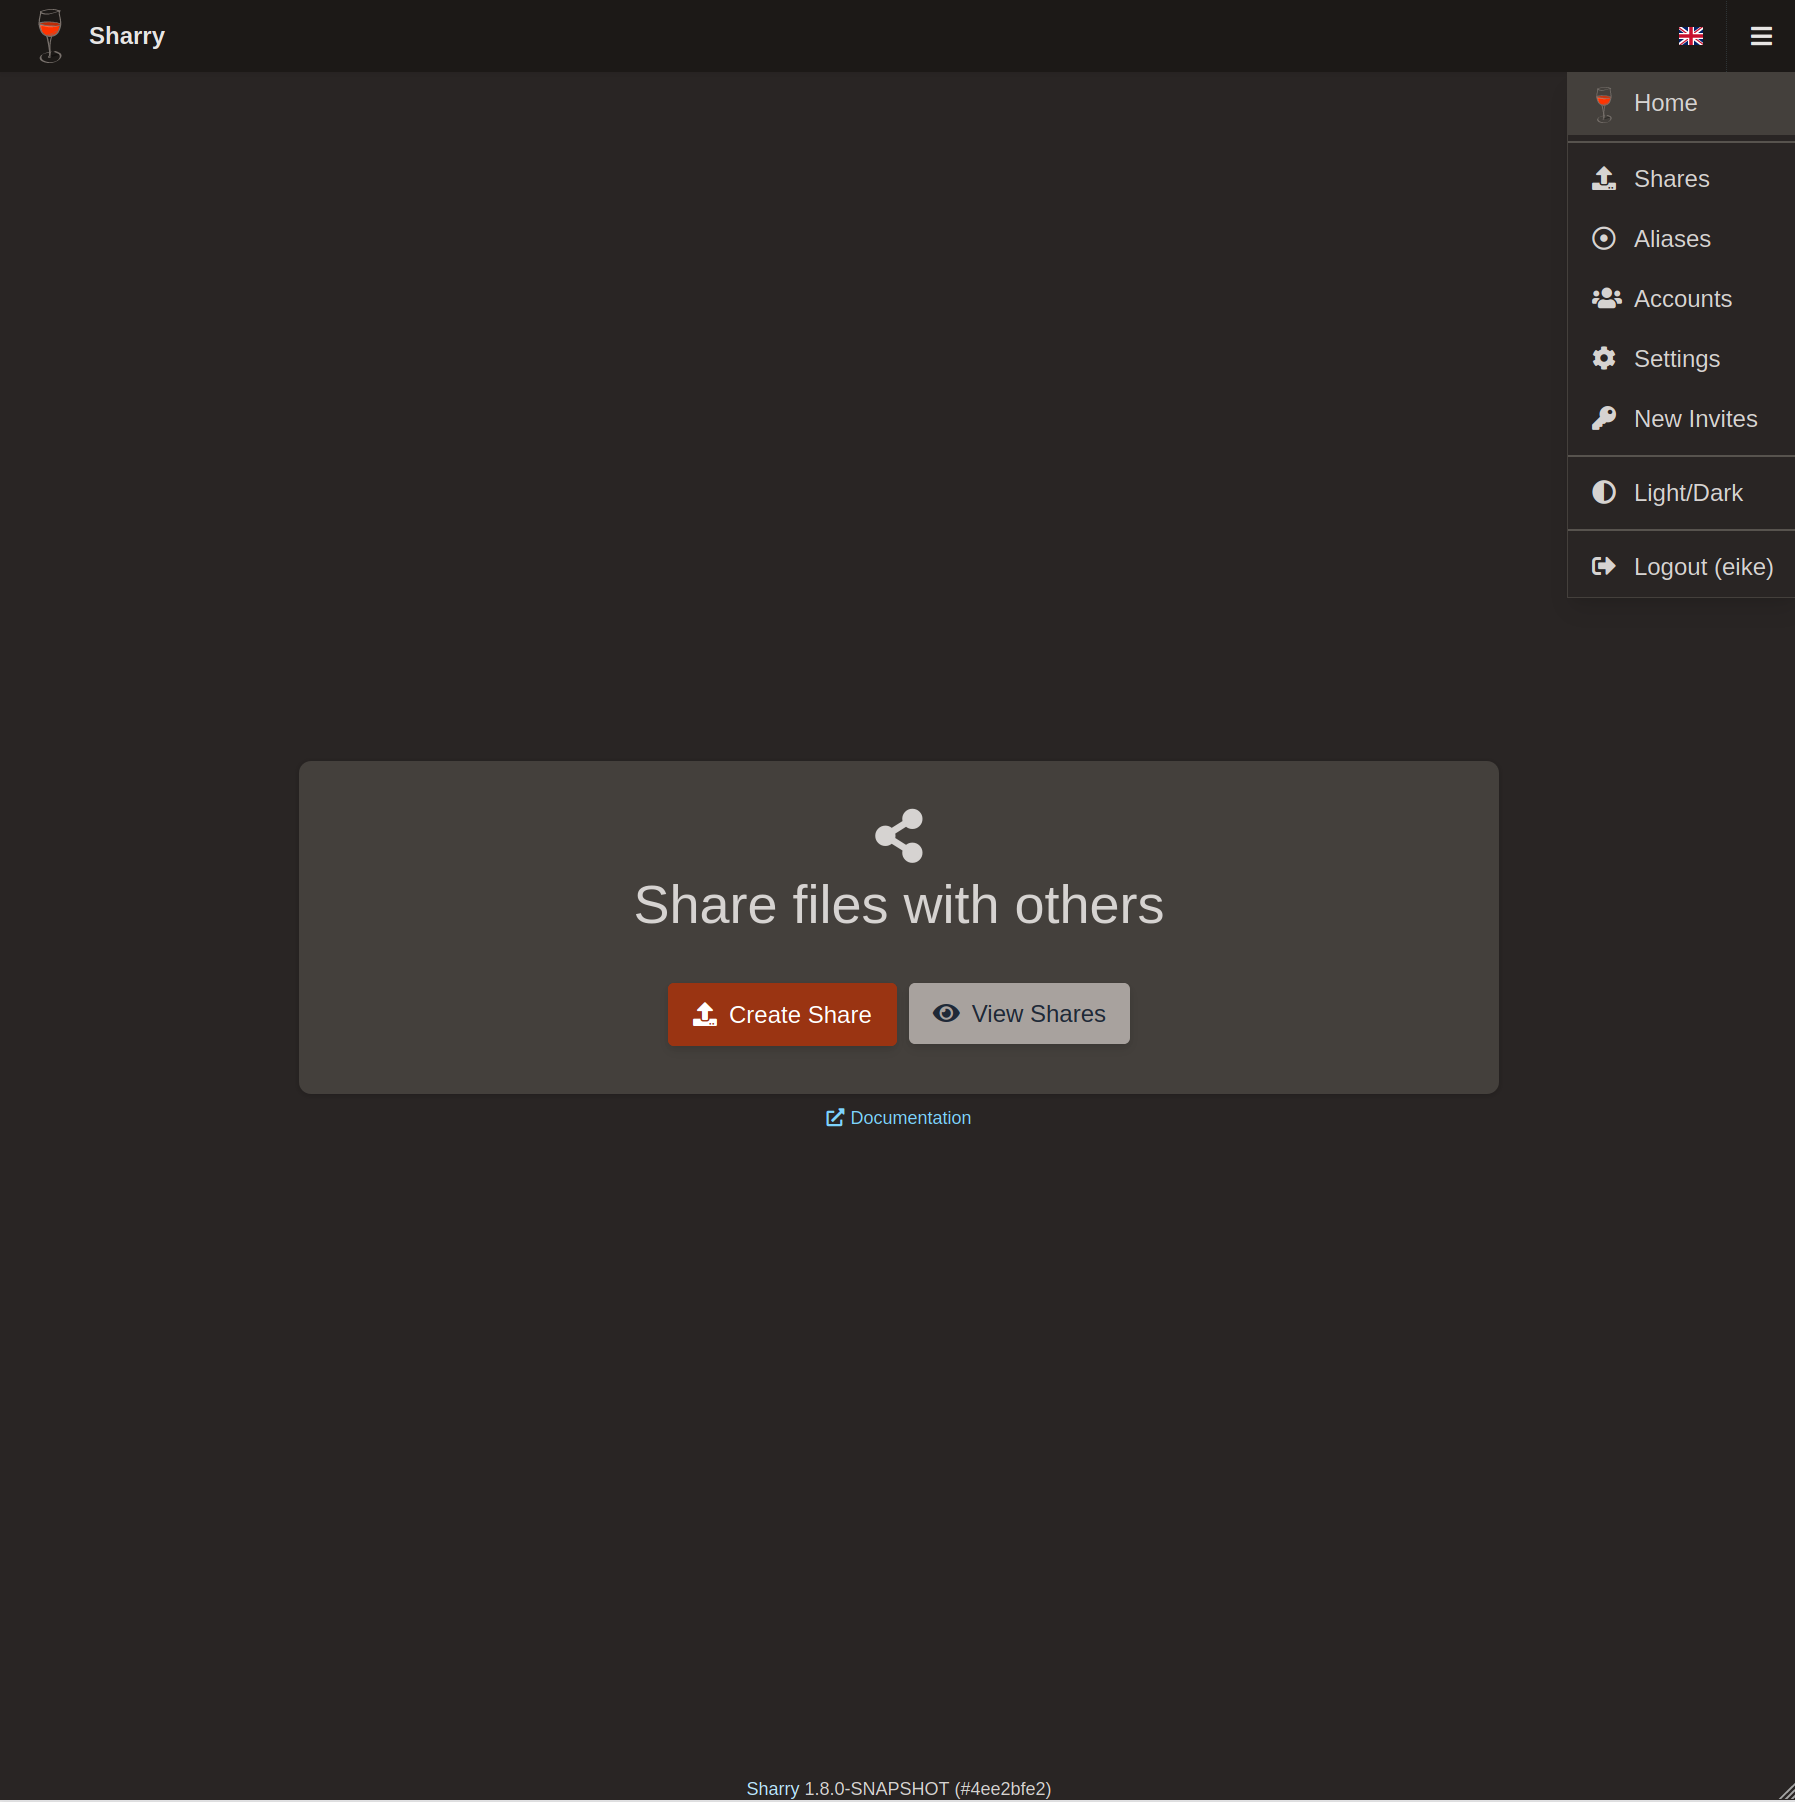 Sharry
Home
Shares
Aliases
Accounts
Settings
New Invites
Light/Dark
Logout (eike)
Share files with others
Create Share
View Shares
Documentation
Sharry 1.8.0-SNAPSHOT (#4ee2bfe2)